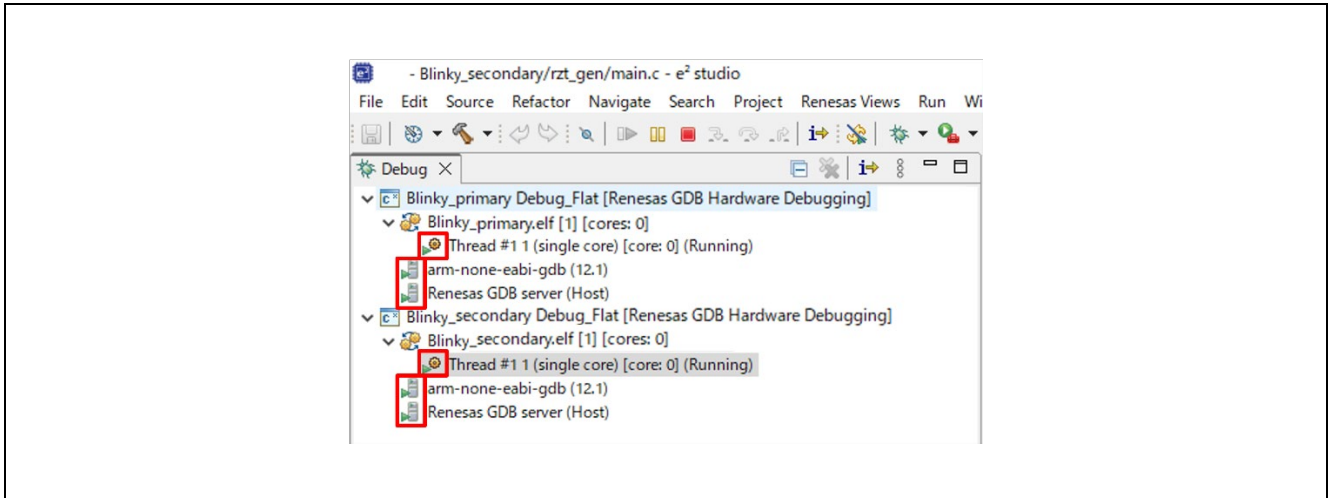 - Blinky_secondary/rzt_gen/main.c - e² studio
File Edit Source Refactor Navigate Search Project Renesas Views Run Wi
Debug
Blinky_primary Debug_Flat [Renesas GDB Hardware Debugging]
Blinky_primary.elf [1] [cores: 0]
Thread #1 1 (single core) [core: 0] (Running)
arm-none-eabi-gdb (12.1)
Renesas GDB server (Host)
Blinky_secondary Debug_Flat [Renesas GDB Hardware Debugging]
Blinky_secondary.elf [1] [cores: 0]
Thread #1 1 (single core) [core: 0] (Running)
arm-none-eabi-gdb (12.1)
Renesas GDB server (Host)